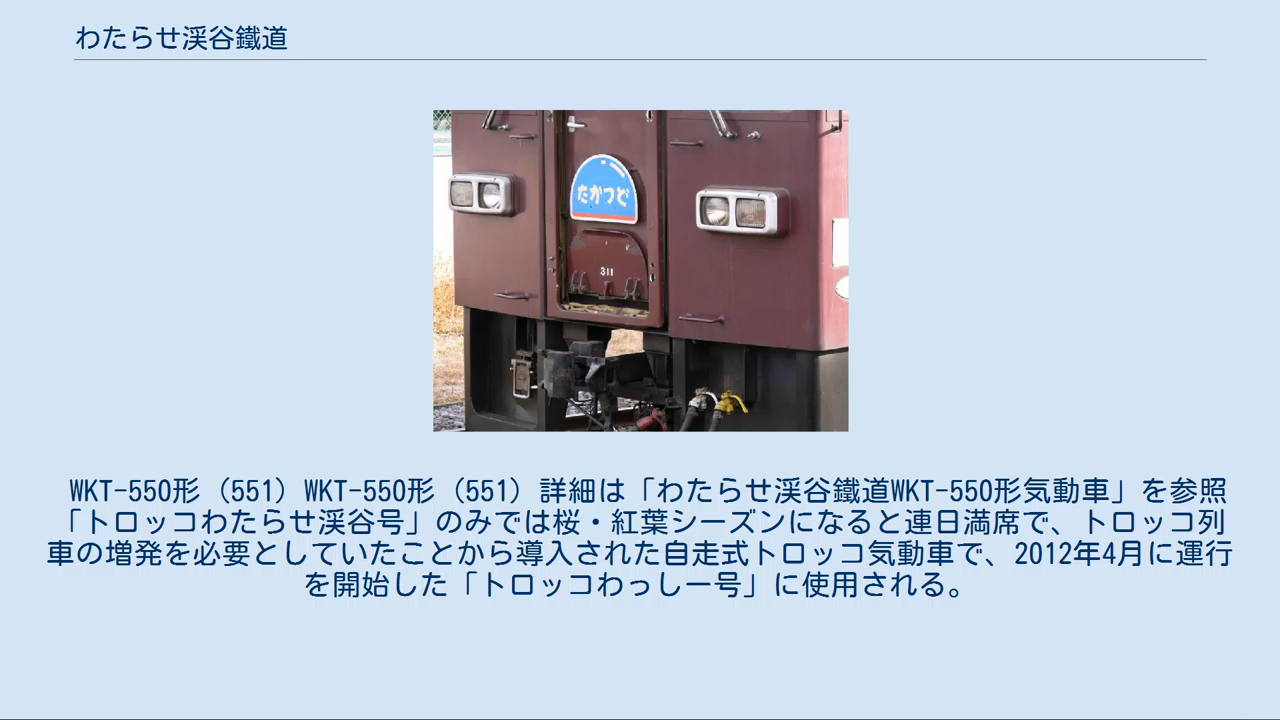 わたらせ渓谷鐵道
たかつど
311
WKT-550形（551）WKT-550形（551）詳細は「わたらせ渓谷鐵道WKT-550形気動車」を参照
「トロッコわたらせ渓谷号」のみでは桜・紅葉シーズンになると連日満席で、トロッコ列
車の増発を必要としていたことから導入された自走式トロッコ気動車で、2012年4月に運行
を開始した「トロッコわっしー号」に使用される。